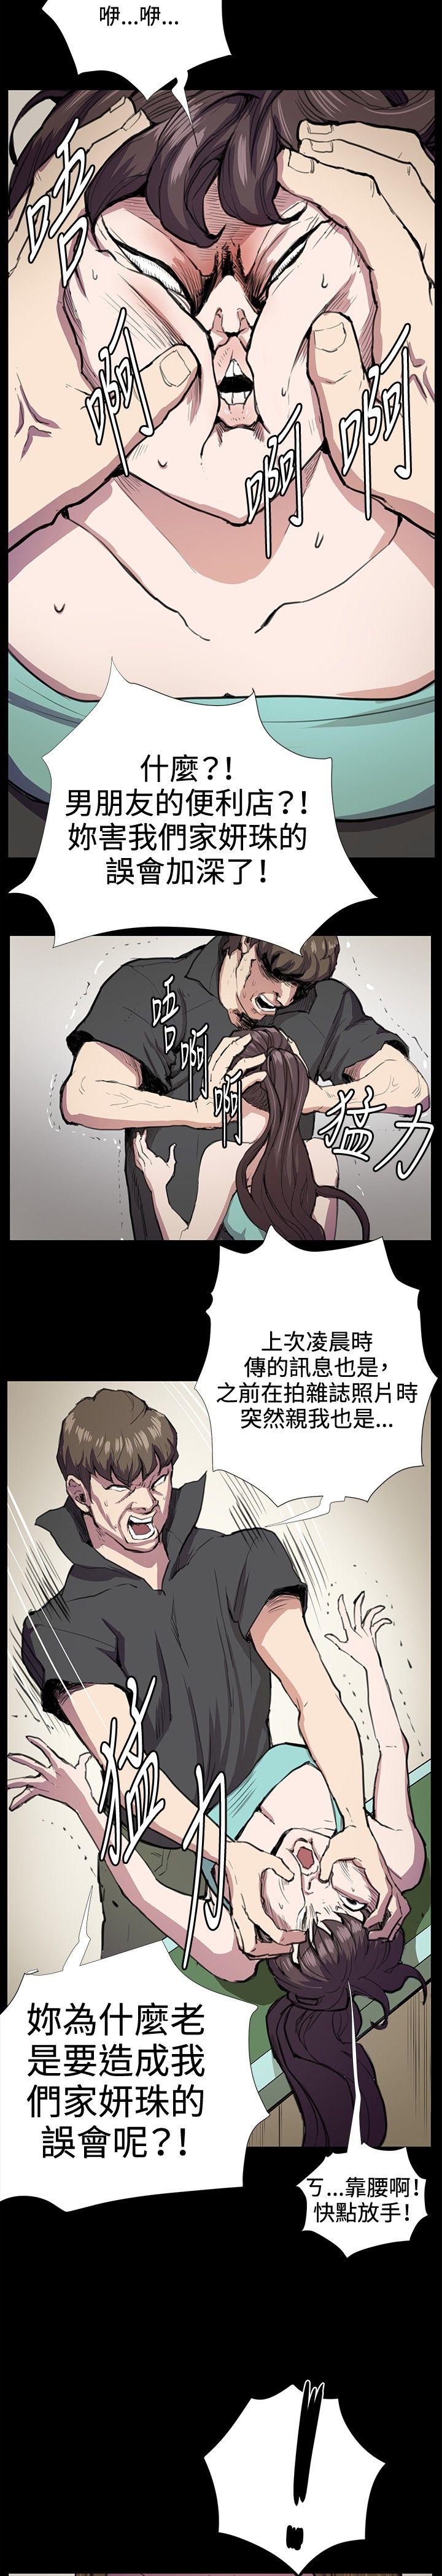 咿...咿...
唔
啊
啊
啊
什麼?!
男朋友的便利店?!
妳害我們家妍珠的
誤會加深了!
唔
啊
啊
猛力
上次凌晨時
傳的訊息也是,
之前在拍雜誌照片時
突然親我也是...
猛力
妳為什麼老
是要造成我
們家妍珠的
誤會呢?!
ㄎ...靠腰啊!
快點放手!
!